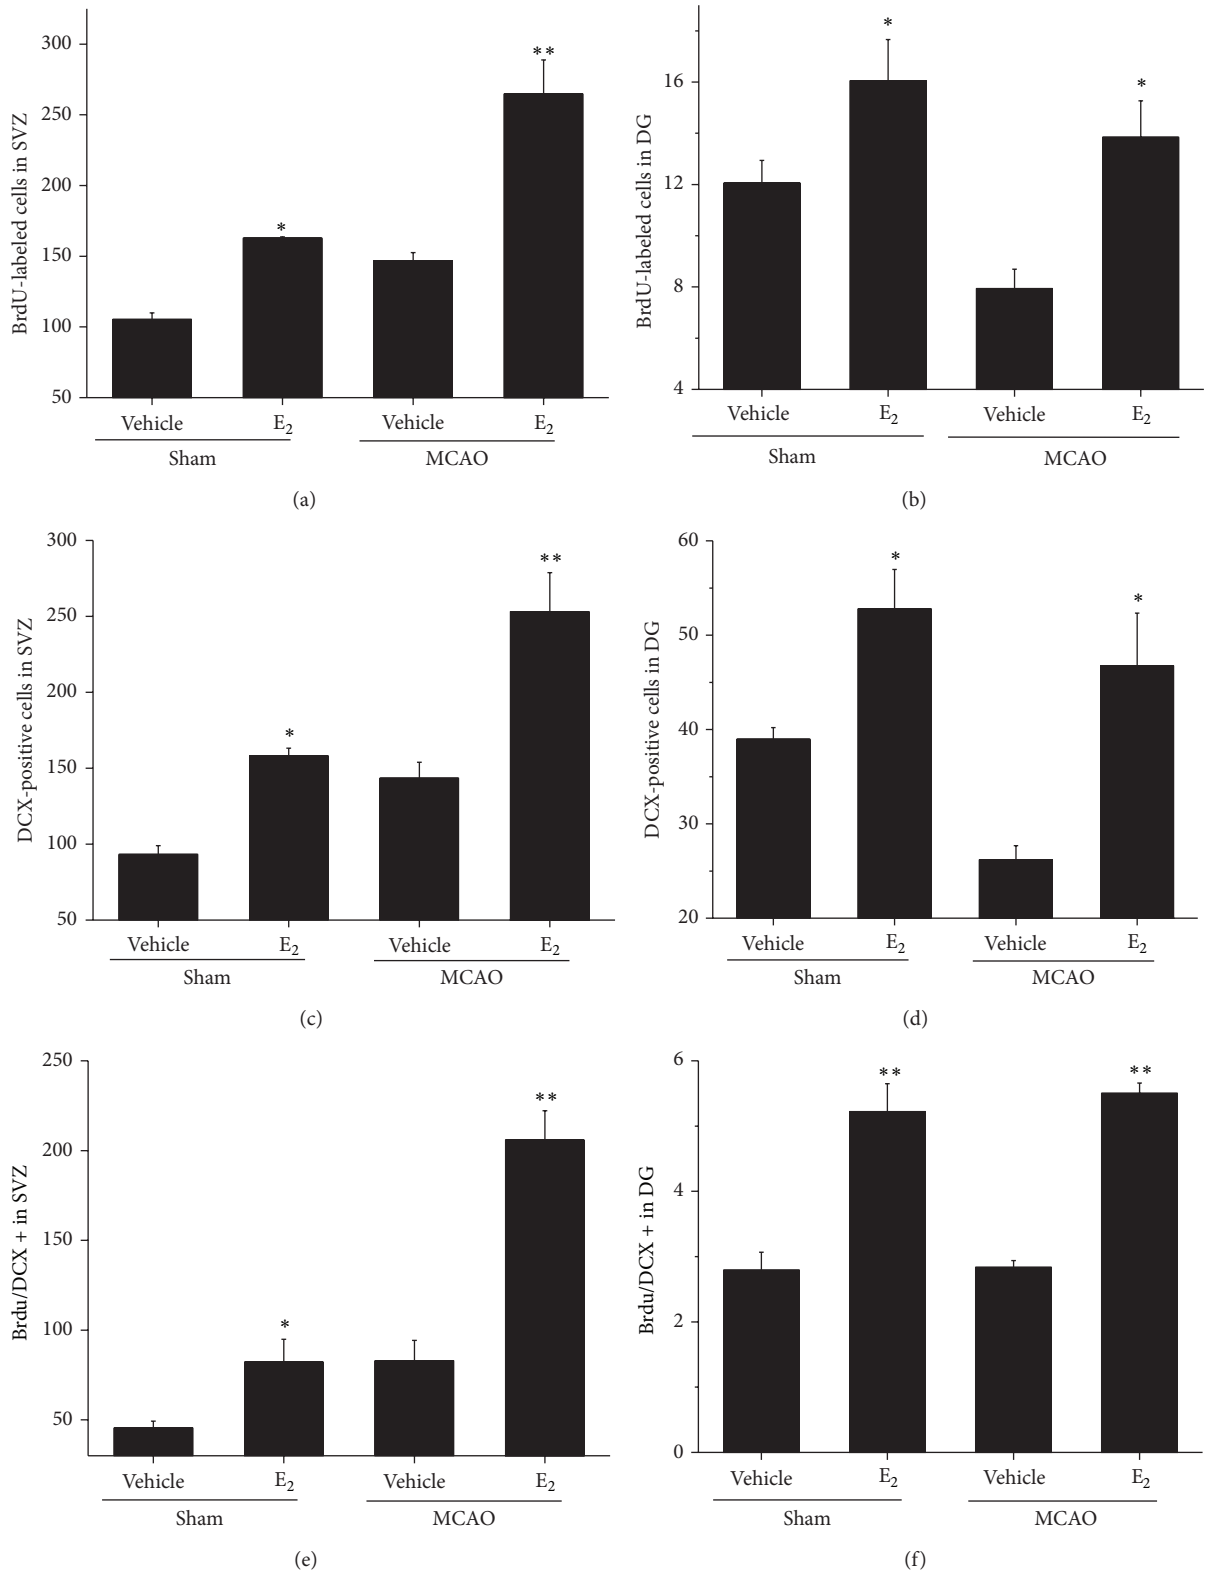 BrdU-labeled cells in SVZ
300
250
200
150
100
50
*
**
Vehicle E₂ Vehicle E₂
Sham MCAO
(a)
BrdU-labeled cells in DG
16
12
8
4
*
*
Vehicle E₂ Vehicle E₂
Sham MCAO
(b)
DCX-positive cells in SVZ
300
250
200
150
100
50
*
**
Vehicle E₂ Vehicle E₂
Sham MCAO
(c)
DCX-positive cells in DG
60
50
40
30
20
*
*
Vehicle E₂ Vehicle E₂
Sham MCAO
(d)
Brdu/DCX + in SVZ
250
200
150
100
50
*
**
Vehicle E₂ Vehicle E₂
Sham MCAO
(e)
Brdu/DCX + in DG
6
4
2
0
**
**
Vehicle E₂ Vehicle E₂
Sham MCAO
(f)